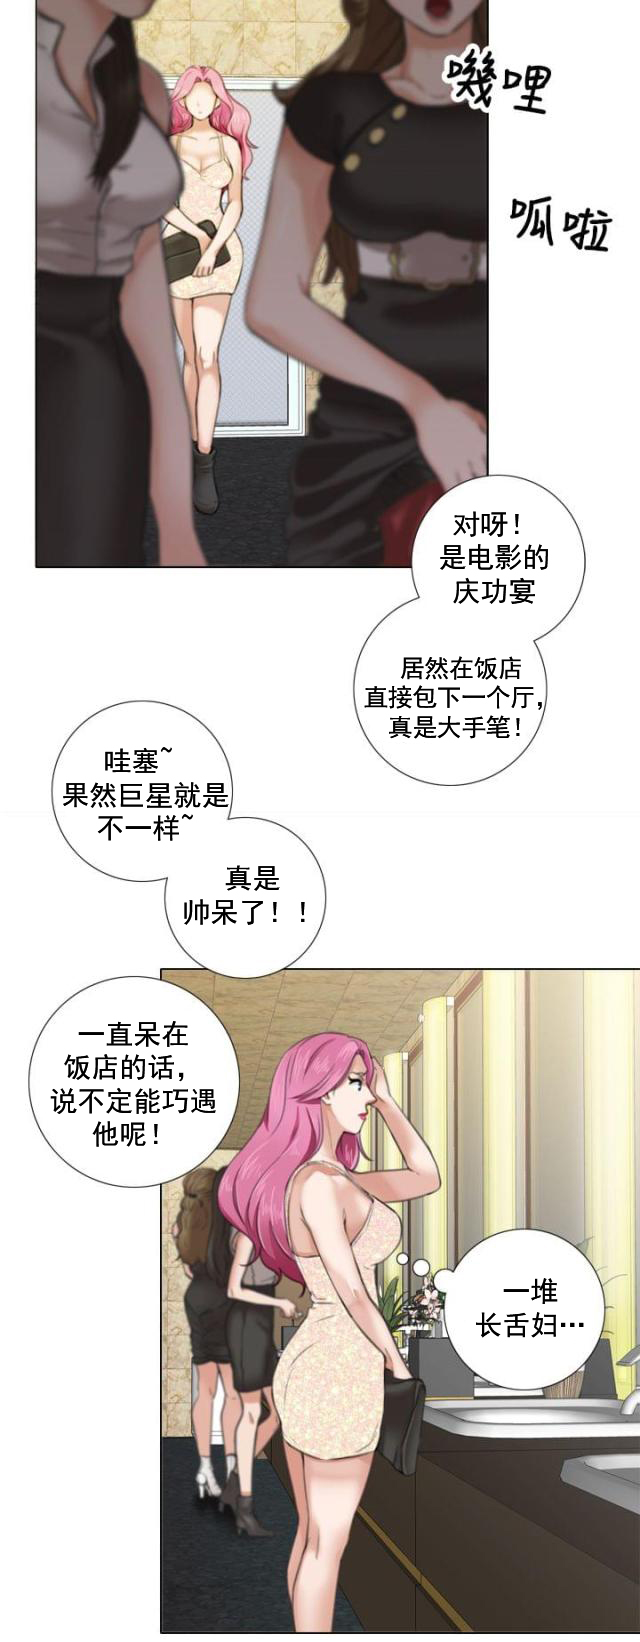 嘰哩
呱啦
对呀！
是电影的
庆功宴
居然在饭店
直接包下一个厅，
真是大手笔！
哇塞~
果然巨星就是
不一样~
真是
帅呆了！！
一直呆在
饭店的话，
说不定能巧遇
他呢！
一堆
长舌妇…